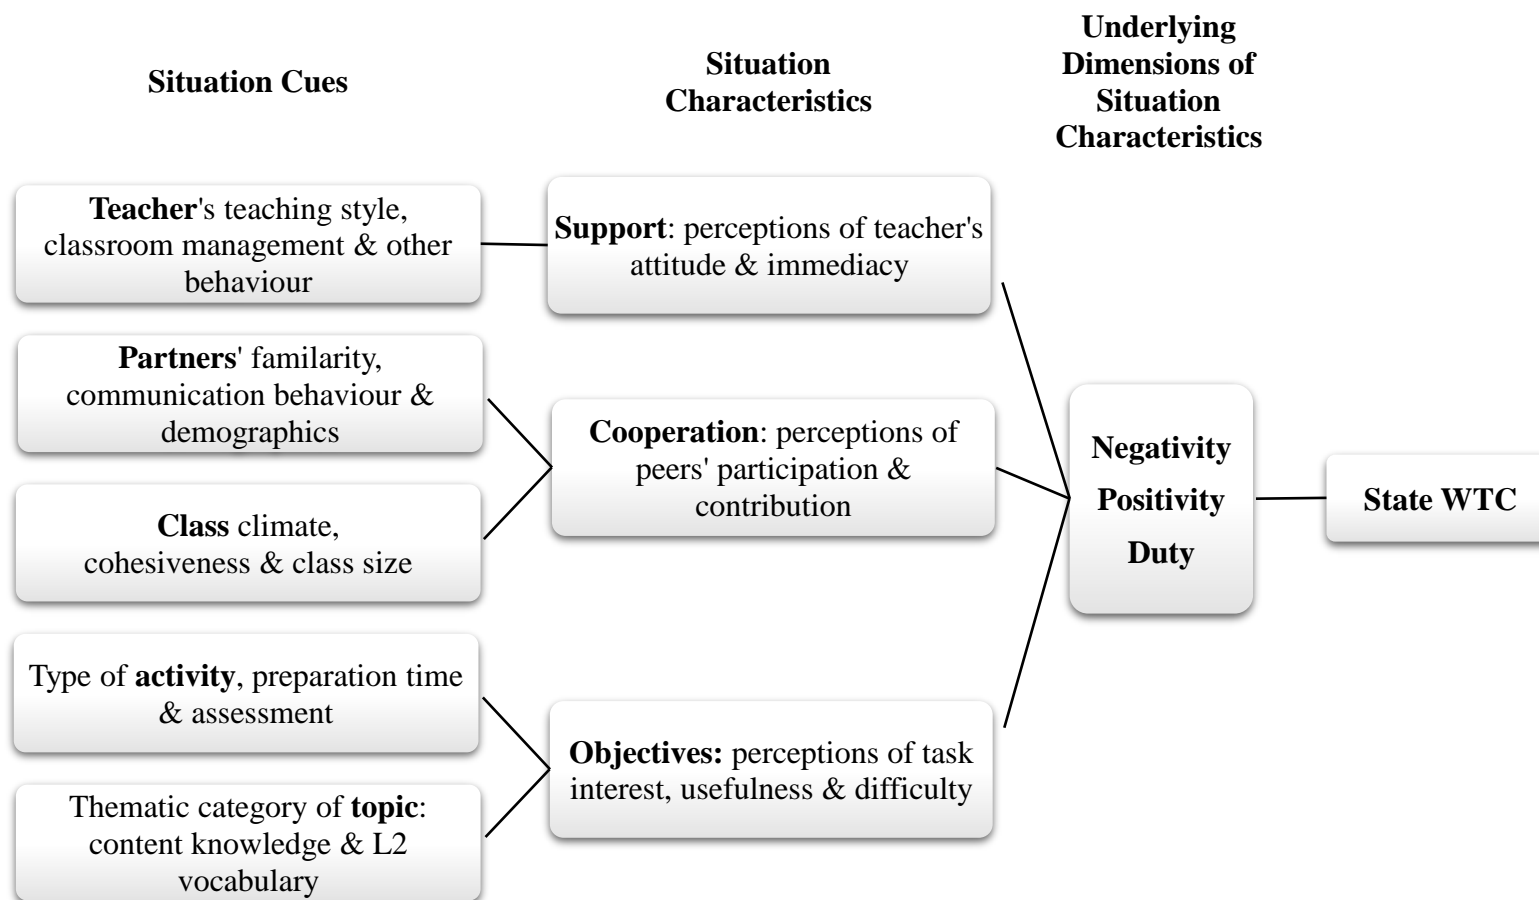 Situation Cues
Situation
Characteristics
Underlying
Dimensions of
Situation
Characteristics
Teacher's teaching style,
classroom management & other
behaviour
Partners' familarity,
communication behaviour &
demographics
Class climate,
cohesiveness & class size
Type of activity, preparation time
& assessment
Thematic category of topic:
content knowledge & L2
vocabulary
Support: perceptions of teacher's
attitude & immediacy
Cooperation: perceptions of
peers' participation &
contribution
Objectives: perceptions of task
interest, usefulness & difficulty
Negativity
Positivity
Duty
State WTC